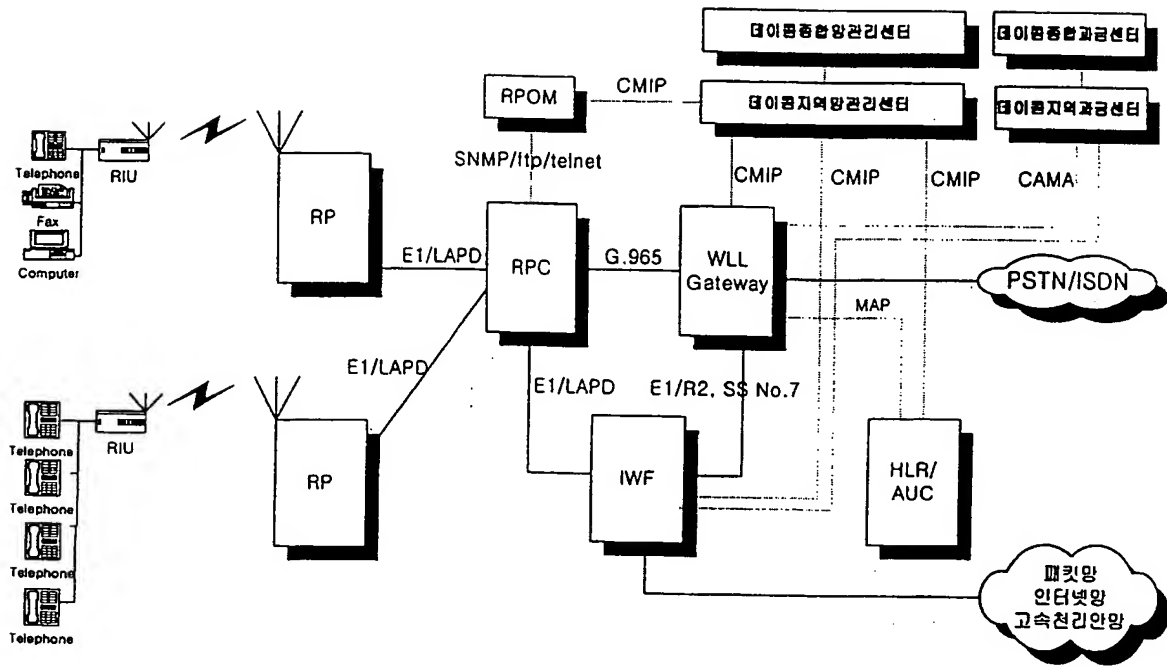 데이콤종합망관리센터
데이콤종합과금센터
RPOM
CMIP
데이콤지역망관리센터
데이콤지역과금센터
SNMP/ftp/telnet
CMIP
CMIP
CMIP
CAMA
Telephone
RIU
Fax
Computer
RP
E1/LAPD
RPC
G.965
WLL
Gateway
PSTN/ISDN
MAP
E1/LAPD
E1/LAPD
E1/R2, SS No.7
Telephone
RIU
Telephone
Telephone
Telephone
RP
IWF
HLR/
AUC
패킷망
인터넷망
고속천리안망